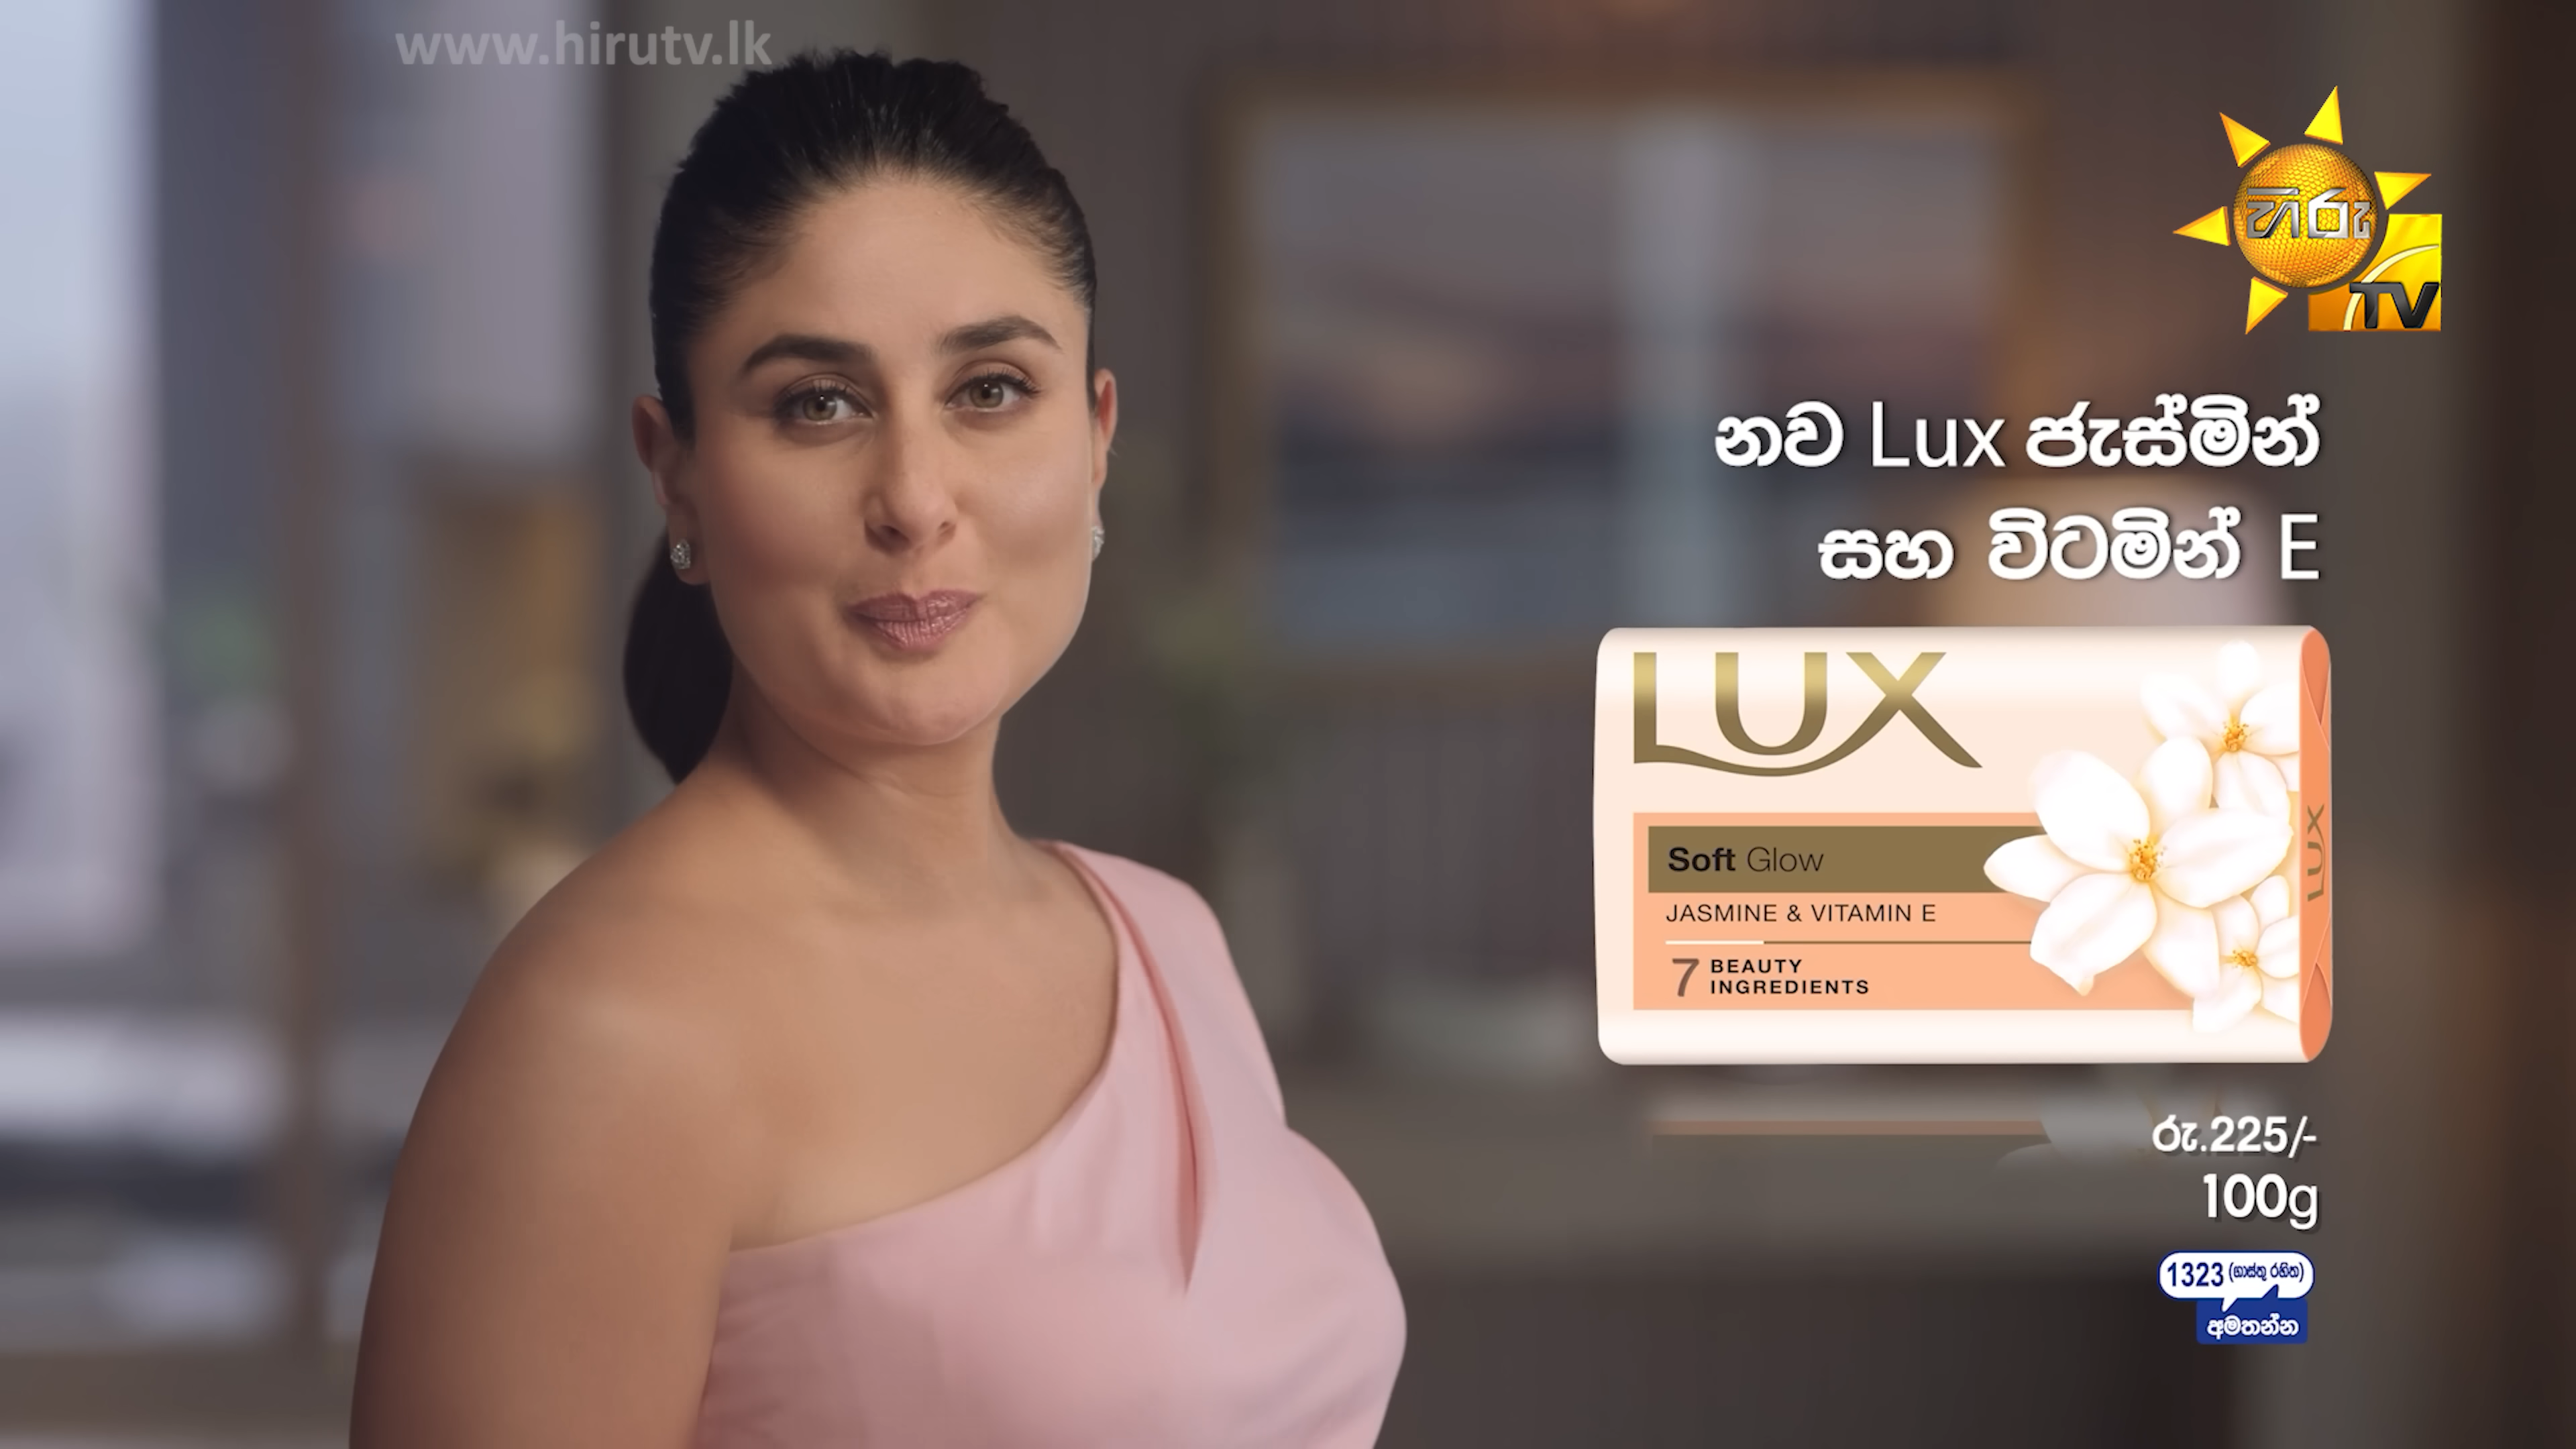 www.hirutv.lk
හිරු
TV
නව Lux ජැස්මින්
සහ විටමින් E
LUX
Soft Glow
JASMINE & VITAMIN E
7 BEAUTY
INGREDIENTS
LUX
රු.225/-
100g
1323 (ගාස්තු රහිත)
අමතන්න